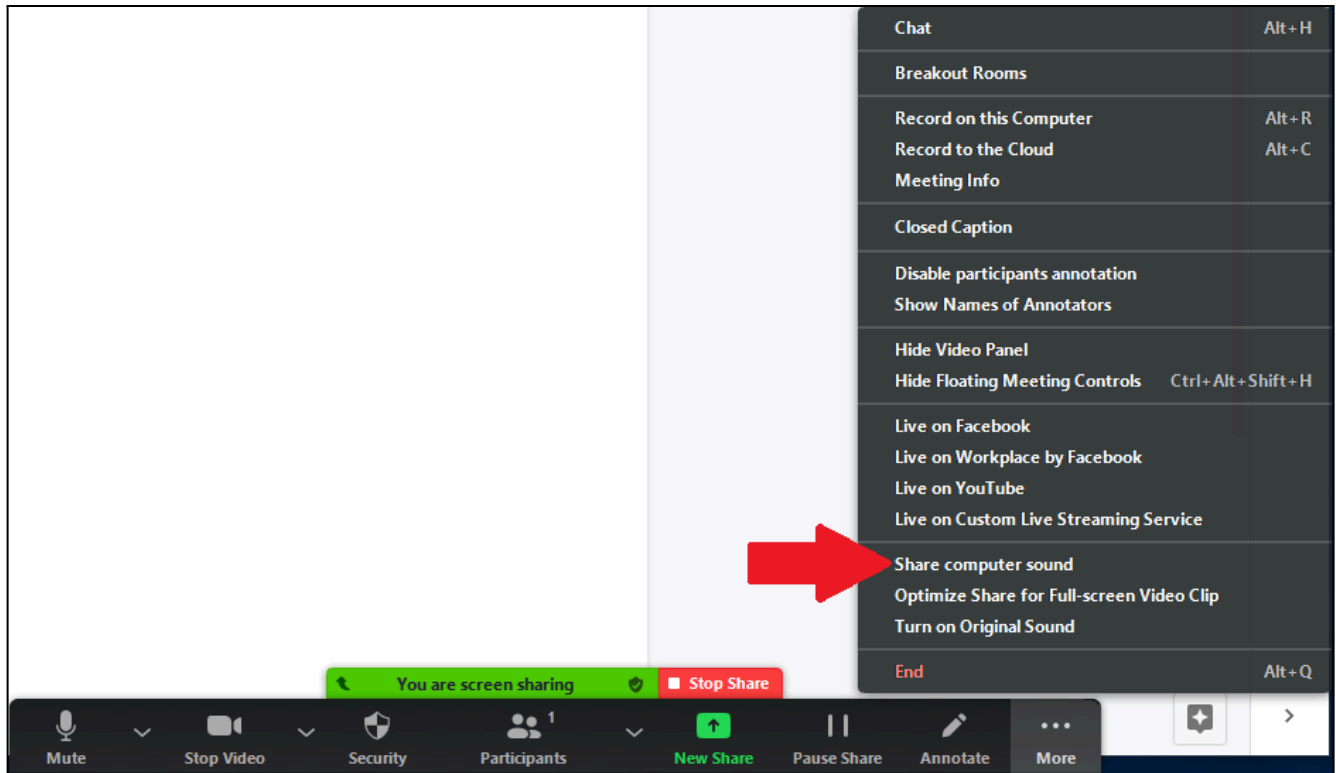 Chat Alt+H
Breakout Rooms
Record on this Computer Alt+R
Record to the Cloud Alt+C
Meeting Info
Closed Caption
Disable participants annotation
Show Names of Annotators
Hide Video Panel
Hide Floating Meeting Controls Ctrl+Alt+Shift+H
Live on Facebook
Live on Workplace by Facebook
Live on YouTube
Live on Custom Live Streaming Service
Share computer sound
Optimize Share for Full-screen Video Clip
Turn on Original Sound
End Alt+Q
You are screen sharing Stop Share
1
Mute Stop Video Security Participants New Share Pause Share Annotate More